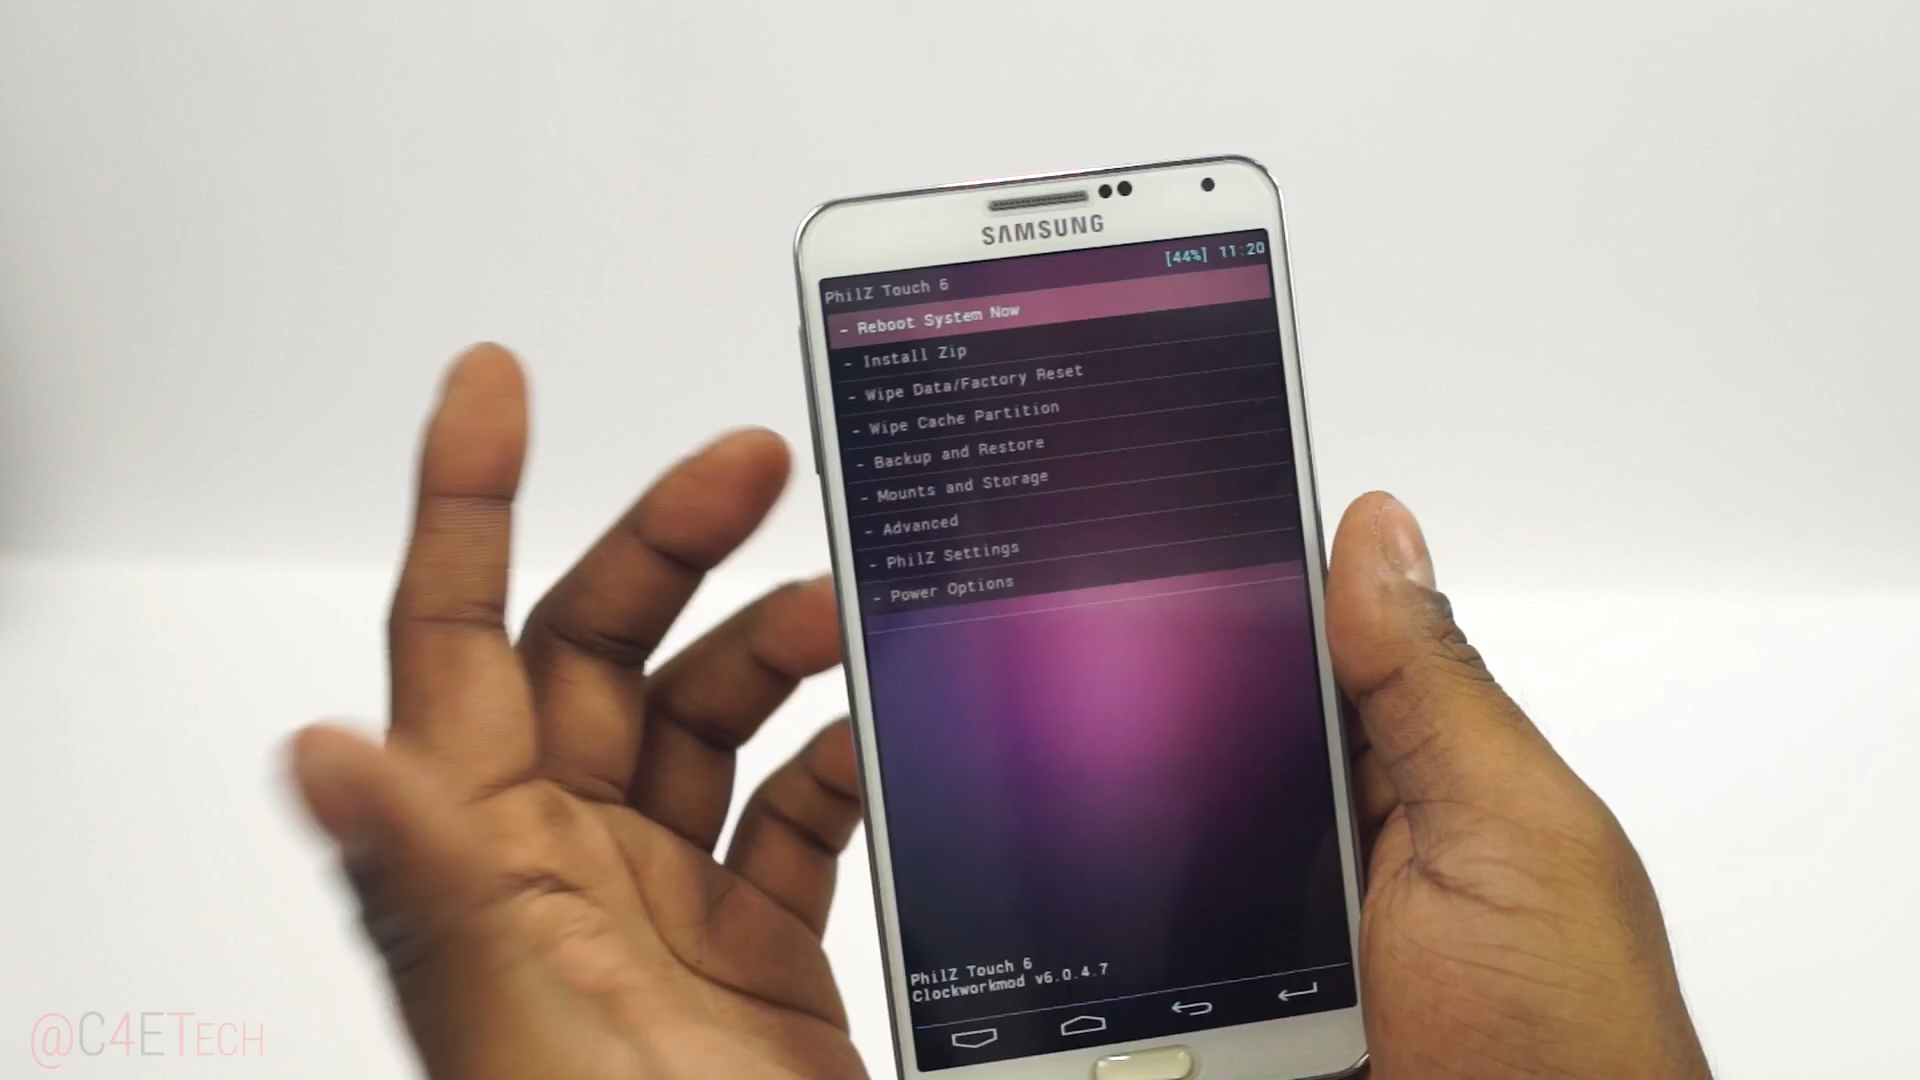 SAMSUNG
[44%] 11:20
PhilZ Touch 6
- Reboot System Now
- Install Zip
- Wipe Data/Factory Reset
- Wipe Cache Partition
- Backup and Restore
- Mounts and Storage
- Advanced
- PhilZ Settings
- Power Options
PhilZ Touch 6
Clockworkmod v6.0.4.7
@C4ETech